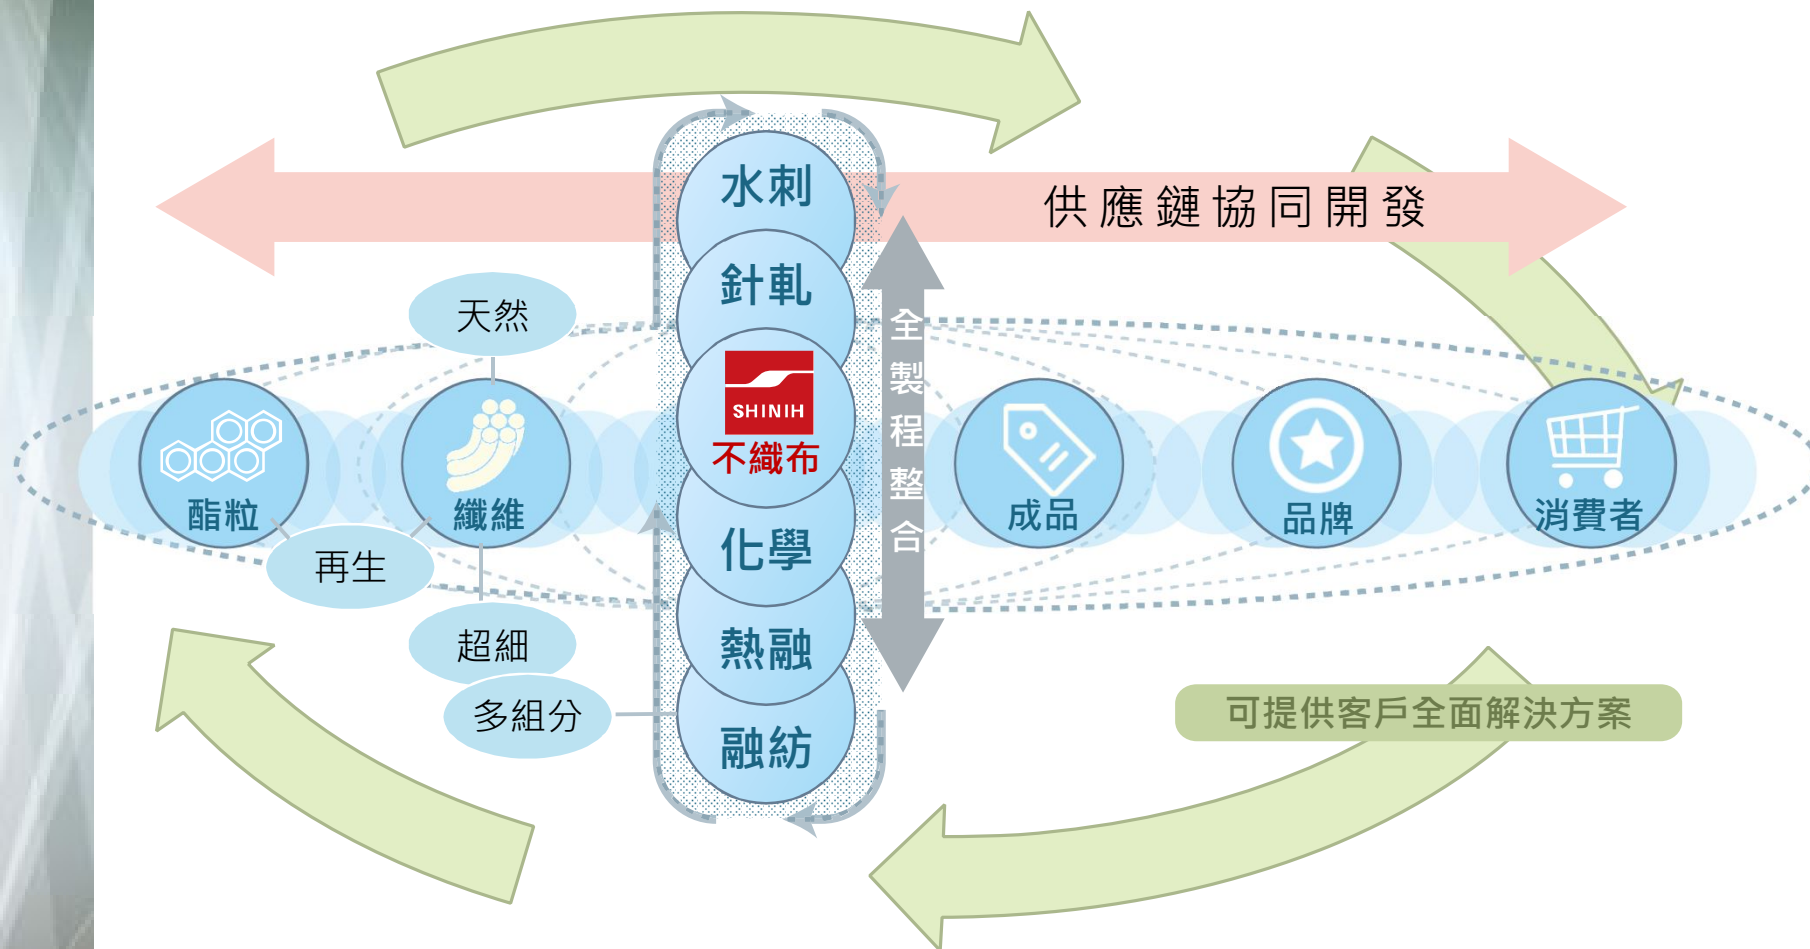 供應鏈協同開發
水刺
針軋
SHINIH
不織布
化學
熱融
融紡
全製程整合
天然
酯粒
纖維
再生
超細
多組分
成品
品牌
消費者
可提供客戶全面解決方案